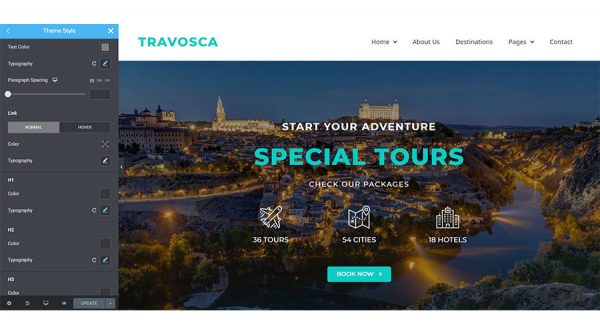 Theme Style
Text Color
Typography
Paragraph Spacing
PX EM VH
Link
NORMAL HOVER
Color
Typography
H1
Color
Typography
H2
Color
Typography
H3
Color
UPDATE
TRAVOSCA
Home About Us Destinations Pages Contact
START YOUR ADVENTURE
SPECIAL TOURS
CHECK OUR PACKAGES
36 TOURS 54 CITIES 18 HOTELS
BOOK NOW